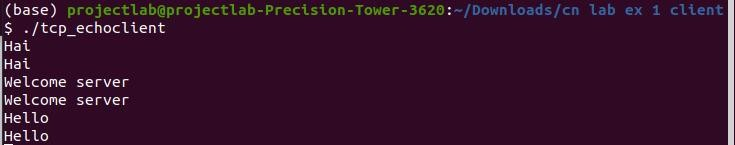 (base) projectlab@projectlab-Precision-Tower-3620:~/Downloads/cn lab ex 1 client
$ ./tcp_echoclient
Hai
Hai
Welcome server
Welcome server
Hello
Hello